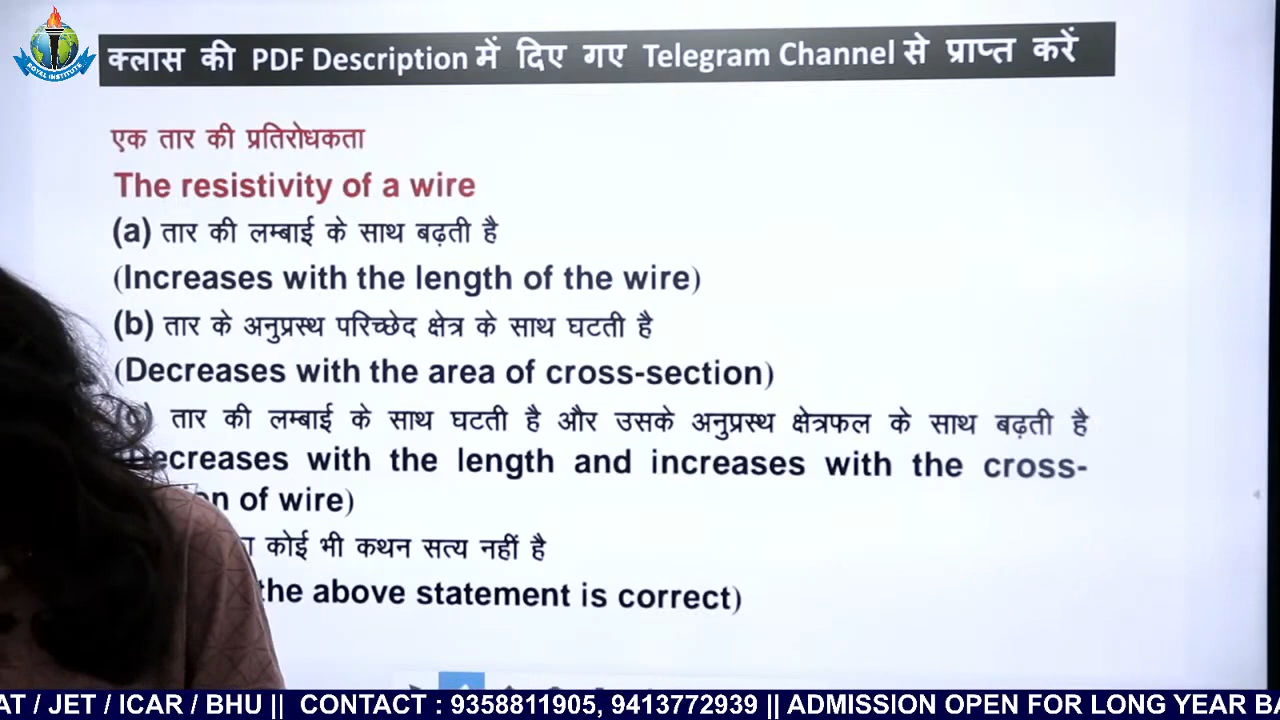 ROYAL INSTITUTE
क्लास की PDF Description में दिए गए Telegram Channel से प्राप्त करें
एक तार की प्रतिरोधकता
The resistivity of a wire
(a) तार की लम्बाई के साथ बढ़ती है
(Increases with the length of the wire)
(b) तार के अनुप्रस्थ परिच्छेद क्षेत्र के साथ घटती है
(Decreases with the area of cross-section)
तार की लम्बाई के साथ घटती है और उसके अनुप्रस्थ क्षेत्रफल के साथ बढ़ती है
ecreases with the length and increases with the cross-
on of wire)
कोई भी कथन सत्य नहीं है
the above statement is correct)
AT / JET / ICAR / BHU || CONTACT : 9358811905, 9413772939 || ADMISSION OPEN FOR LONG YEAR BA